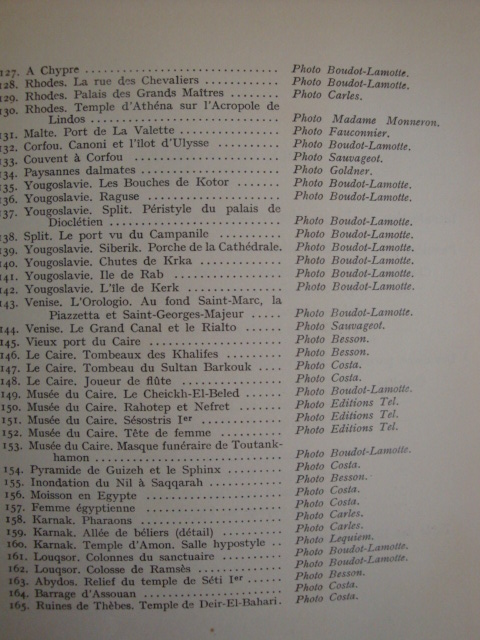 127. A Chypre .............................. Photo Boudot-Lamotte.
128. Rhodes. La rue des Chevaliers ............ Photo Boudot-Lamotte.
129. Rhodes. Palais des Grands Maîtres ........ Photo Carles.
130. Rhodes. Temple d'Athéna sur l'Acropole de
Lindos .............................. Photo Madame Monneron.
131. Malte. Port de La Valette ................ Photo Fauconnier.
132. Corfou. Canoni et l'îlot d'Ulysse ......... Photo Boudot-Lamotte.
133. Couvent à Corfou ........................ Photo Sauvageot.
134. Paysannes dalmates ...................... Photo Goldner.
135. Yougoslavie. Les Bouches de Kotor ........ Photo Boudot-Lamotte.
136. Yougoslavie. Raguse ..................... Photo Boudot-Lamotte.
137. Yougoslavie. Split. Péristyle du palais de
Dioclétien ........................... Photo Boudot-Lamotte.
138. Split. Le port vu du Campanile .......... Photo Boudot-Lamotte.
139. Yougoslavie. Siberik. Porche de la Cathédrale. Photo Boudot-Lamotte.
140. Yougoslavie. Chutes de Krka .............. Photo Boudot-Lamotte.
141. Yougoslavie. Ile de Rab .................. Photo Boudot-Lamotte.
142. Yougoslavie. L'île de Kerk ............... Photo Boudot-Lamotte.
143. Venise. L'Orologio. Au fond Saint-Marc, la
Piazzetta et Saint-Georges-Majeur ..... Photo Boudot-Lamotte.
144. Venise. Le Grand Canal et le Rialto ........ Photo Sauvageot.
145. Vieux port du Caire ..................... Photo Besson.
146. Le Caire. Tombeaux des Khalifes ......... Photo Besson.
147. Le Caire. Tombeau du Sultan Barkouk .... Photo Costa.
148. Le Caire. Joueur de flûte ................ Photo Costa.
149. Musée du Caire. Le Cheickh-El-Beled ...... Photo Boudot-Lamotte.
150. Musée du Caire. Rahotep et Nefret ........ Photo Editions Tel.
151. Musée du Caire. Sésostris Ier ............. Photo Editions Tel.
152. Musée du Caire. Tête de femme .......... Photo Editions Tel.
153. Musée du Caire. Masque funéraire de Toutank-
hamon .............................. Photo Boudot-Lamotte.
154. Pyramide de Guizeh et le Sphinx ......... Photo Costa.
155. Inondation du Nil à Saqqarah ............ Photo Besson.
156. Moisson en Egypte ...................... Photo Costa.
157. Femme égyptienne ...................... Photo Costa.
158. Karnak. Pharaons ....................... Photo Carles.
159. Karnak. Allée de béliers (détail) .......... Photo Carles.
160. Karnak. Temple d'Amon. Salle hypostyle .. Photo Lequiem.
161. Louqsor. Colonnes du sanctuaire .......... Photo Boudot-Lamotte.
162. Louqsor. Colosse de Ramsès .............. Photo Boudot-Lamotte.
163. Abydos. Relief du temple de Séti Ier ...... Photo Besson.
164. Barrage d'Assouan ...................... Photo Costa.
165. Ruines de Thèbes. Temple de Deir-El-Bahari. Photo Costa.